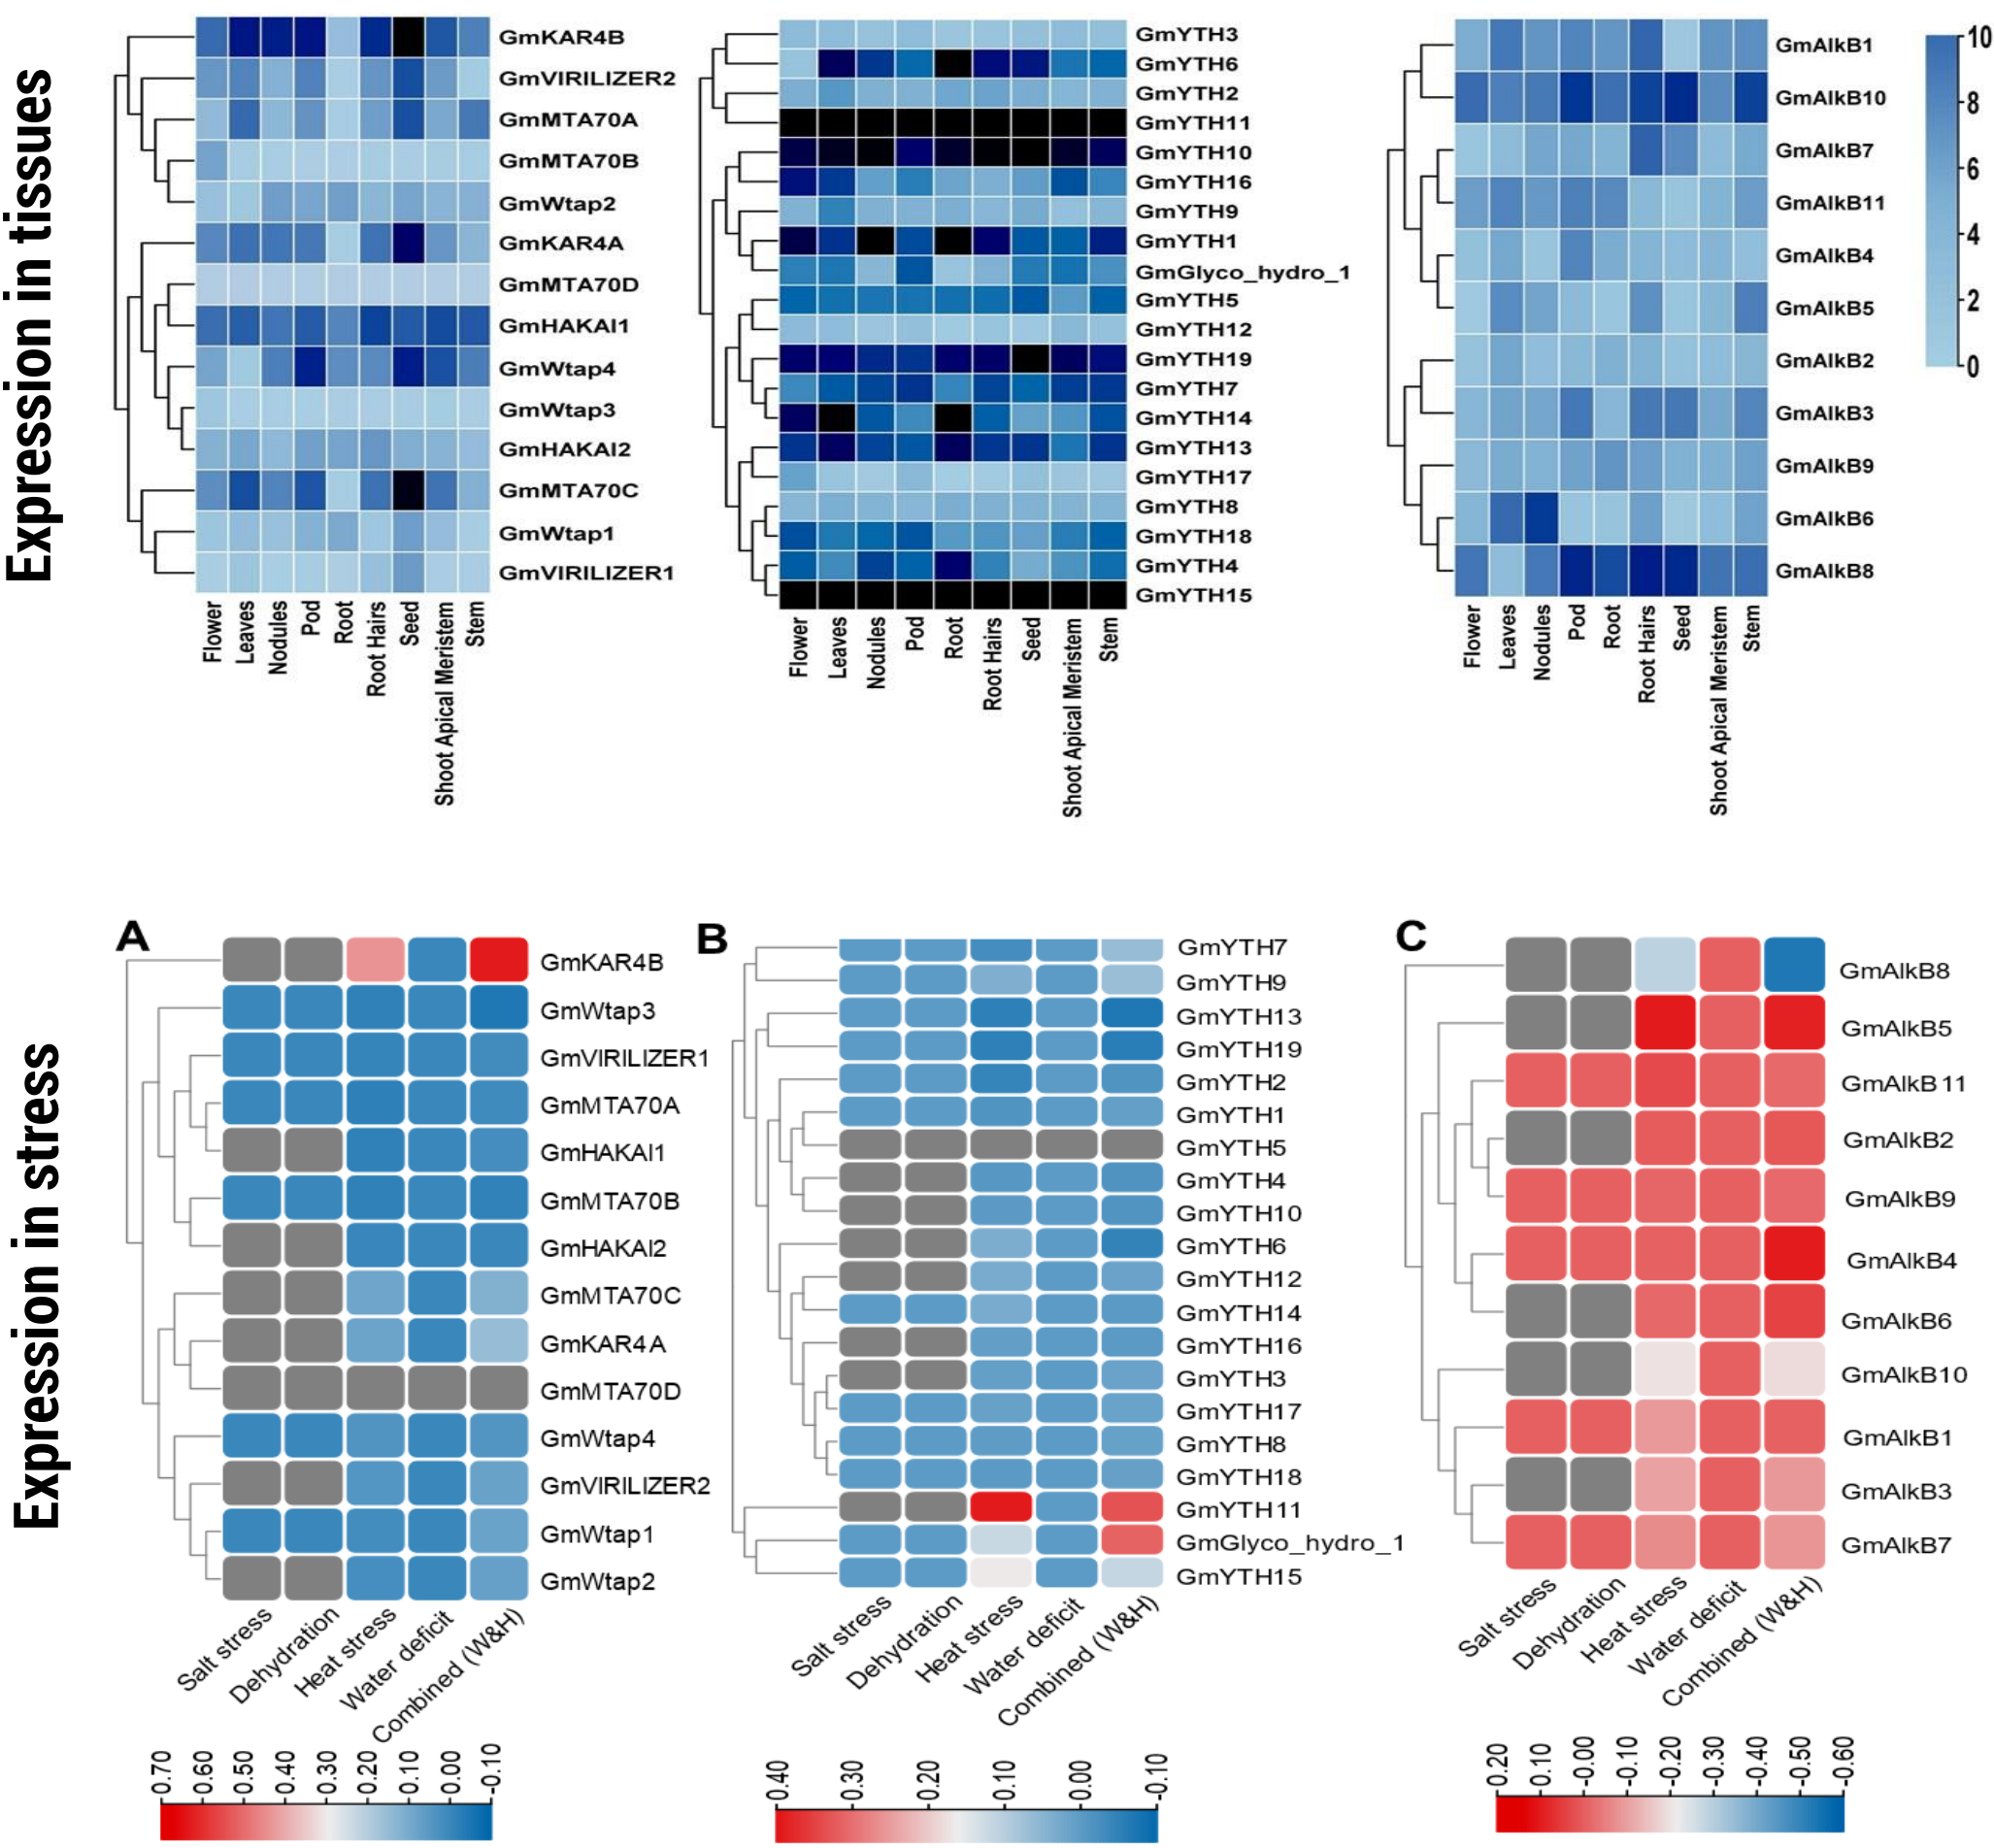 Expression in tissues
GmKAR4B
GmVIRILIZER2
GmMTA70A
GmMTA70B
GmWtap2
GmKAR4A
GmMTA70D
GmHAKAI1
GmWtap4
GmWtap3
GmHAKAI2
GmMTA70C
GmWtap1
GmVIRILIZER1
Flower
Leaves
Nodules
Pod
Root
Root Hairs
Seed
Shoot Apical Meristem
Stem
GmYTH3
GmYTH6
GmYTH2
GmYTH11
GmYTH10
GmYTH16
GmYTH9
GmYTH1
GmGlyco_hydro_1
GmYTH5
GmYTH12
GmYTH19
GmYTH7
GmYTH14
GmYTH13
GmYTH17
GmYTH8
GmYTH18
GmYTH4
GmYTH15
Flower
Leaves
Nodules
Pod
Root
Root Hairs
Seed
Shoot Apical Meristem
Stem
GmAlkB1
GmAlkB10
GmAlkB7
GmAlkB11
GmAlkB4
GmAlkB5
GmAlkB2
GmAlkB3
GmAlkB9
GmAlkB6
GmAlkB8
Flower
Leaves
Nodules
Pod
Root
Root Hairs
Seed
Shoot Apical Meristem
Stem
10
8
6
4
2
0
Expression in stress
A
GmKAR4B
GmWtap3
GmVIRILIZER1
GmMTA70A
GmHAKAI1
GmMTA70B
GmHAKAI2
GmMTA70C
GmKAR4A
GmMTA70D
GmWtap4
GmVIRILIZER2
GmWtap1
GmWtap2
Salt stress
Dehydration
Heat stress
Water deficit
Combined (W&H)
0.70
0.60
0.50
0.40
0.30
0.20
0.10
0.00
-0.10
B
GmYTH7
GmYTH9
GmYTH13
GmYTH19
GmYTH2
GmYTH1
GmYTH5
GmYTH4
GmYTH10
GmYTH6
GmYTH12
GmYTH14
GmYTH16
GmYTH3
GmYTH17
GmYTH8
GmYTH18
GmYTH11
GmGlyco_hydro_1
GmYTH15
Salt stress
Dehydration
Heat stress
Water deficit
Combined (W&H)
0.40
0.30
0.20
0.10
0.00
-0.10
C
GmAlkB8
GmAlkB5
GmAlkB11
GmAlkB2
GmAlkB9
GmAlkB4
GmAlkB6
GmAlkB10
GmAlkB1
GmAlkB3
GmAlkB7
Salt stress
Dehydration
Heat stress
Water deficit
Combined (W&H)
0.20
0.10
-0.00
-0.10
-0.20
-0.30
-0.40
-0.50
-0.60